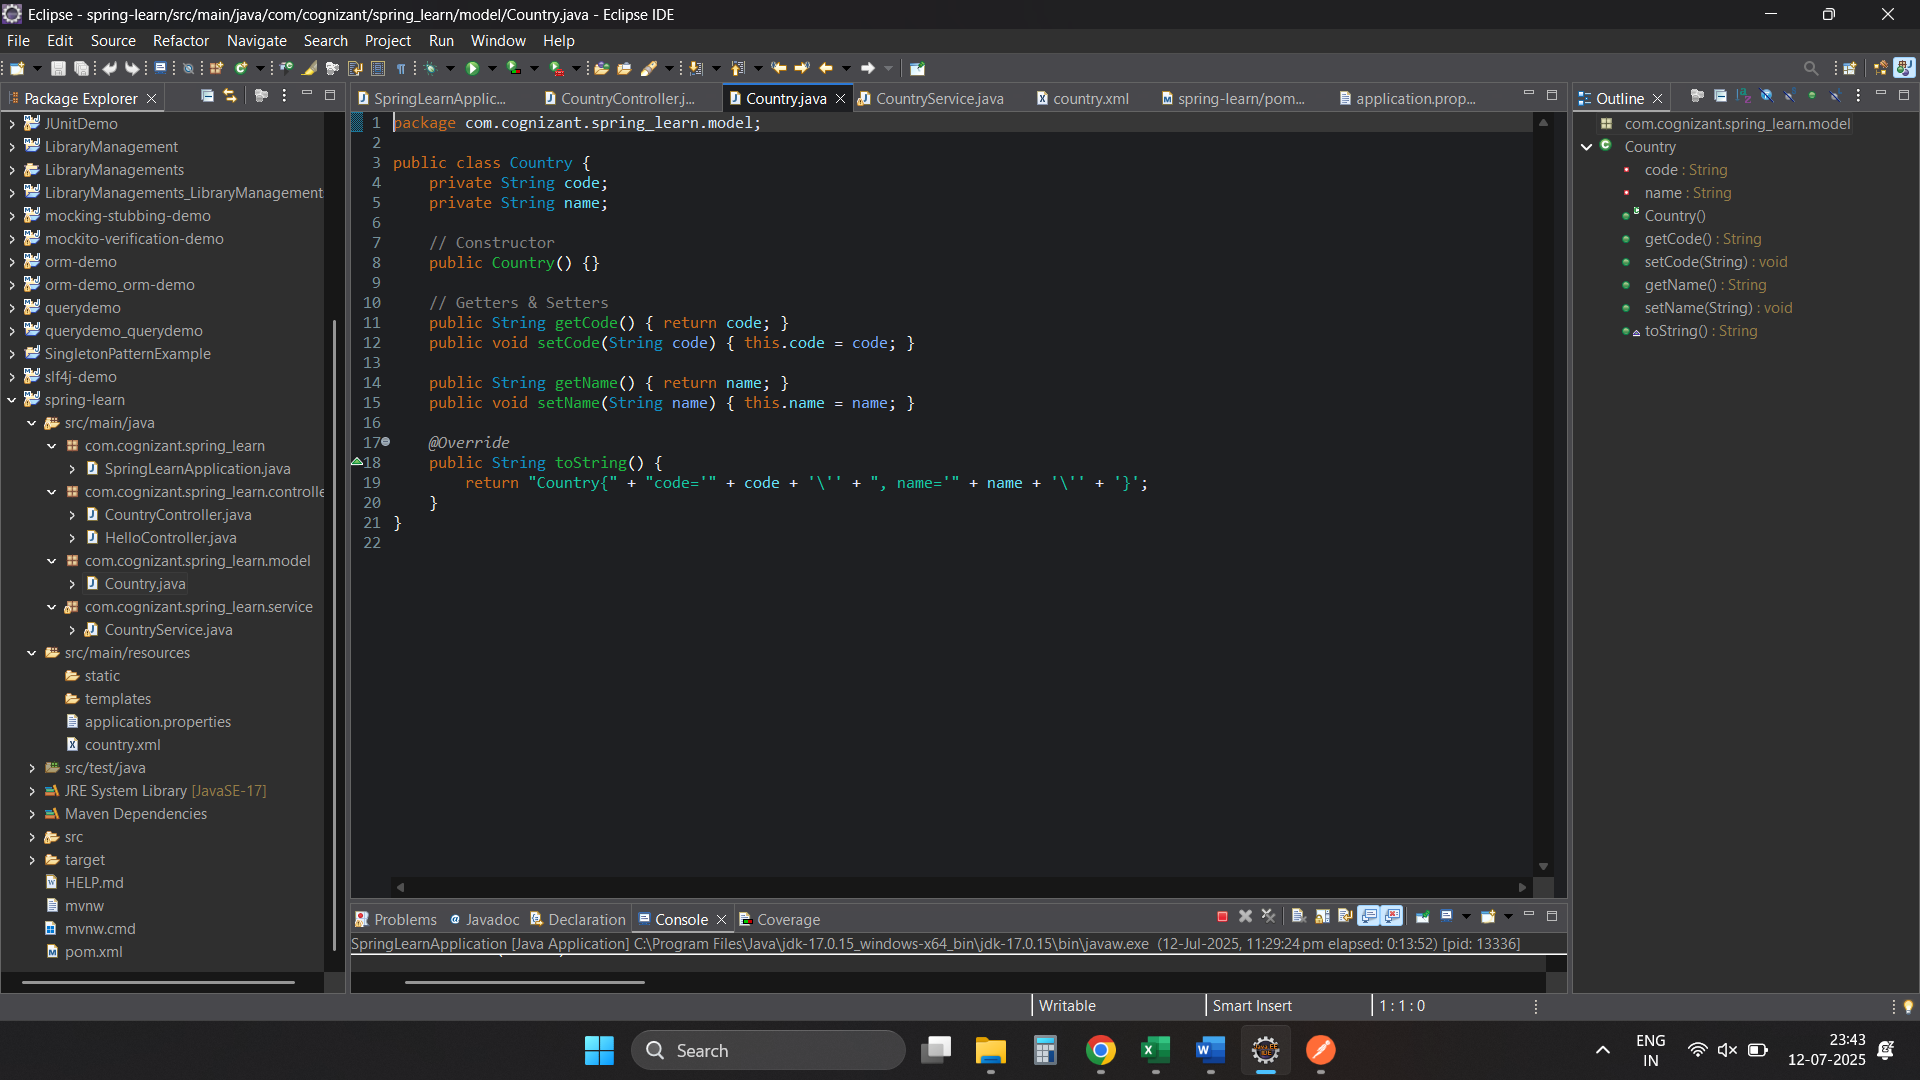 Eclipse - spring-learn/src/main/java/com/cognizant/spring_learn/model/Country.java - Eclipse IDE
File Edit Source Refactor Navigate Search Project Run Window Help
Package Explorer
JUnitDemo
LibraryManagement
LibraryManagements
LibraryManagements_LibraryManagement
mocking-stubbing-demo
mockito-verification-demo
orm-demo
orm-demo_orm-demo
querydemo
querydemo_querydemo
SingletonPatternExample
slf4j-demo
spring-learn
src/main/java
com.cognizant.spring_learn
SpringLearnApplication.java
com.cognizant.spring_learn.controlle
CountryController.java
HelloController.java
com.cognizant.spring_learn.model
Country.java
com.cognizant.spring_learn.service
CountryService.java
src/main/resources
static
templates
application.properties
country.xml
src/test/java
JRE System Library [JavaSE-17]
Maven Dependencies
src
target
HELP.md
mvnw
mvnw.cmd
pom.xml
SpringLearnApplic... CountryController.j... Country.java CountryService.java country.xml spring-learn/pom... application.prop...
1 package com.cognizant.spring_learn.model;
2
3 public class Country {
4 private String code;
5 private String name;
6
7 // Constructor
8 public Country() {}
9
10 // Getters & Setters
11 public String getCode() { return code; }
12 public void setCode(String code) { this.code = code; }
13
14 public String getName() { return name; }
15 public void setName(String name) { this.name = name; }
16
17 @Override
18 public String toString() {
19 return "Country{" + "code='" + code + '\'' + ", name='" + name + '\'' + '}';
20 }
21 }
22
Outline
com.cognizant.spring_learn.model
Country
code : String
name : String
Country()
getCode() : String
setCode(String) : void
getName() : String
setName(String) : void
toString() : String
Problems Javadoc Declaration Console Coverage
SpringLearnApplication [Java Application] C:\Program Files\Java\jdk-17.0.15_windows-x64_bin\jdk-17.0.15\bin\javaw.exe (12-Jul-2025, 11:29:24 pm elapsed: 0:13:52) [pid: 13336]
Writable Smart Insert 1 : 1 : 0
Search
ENG
IN
23:43
12-07-2025